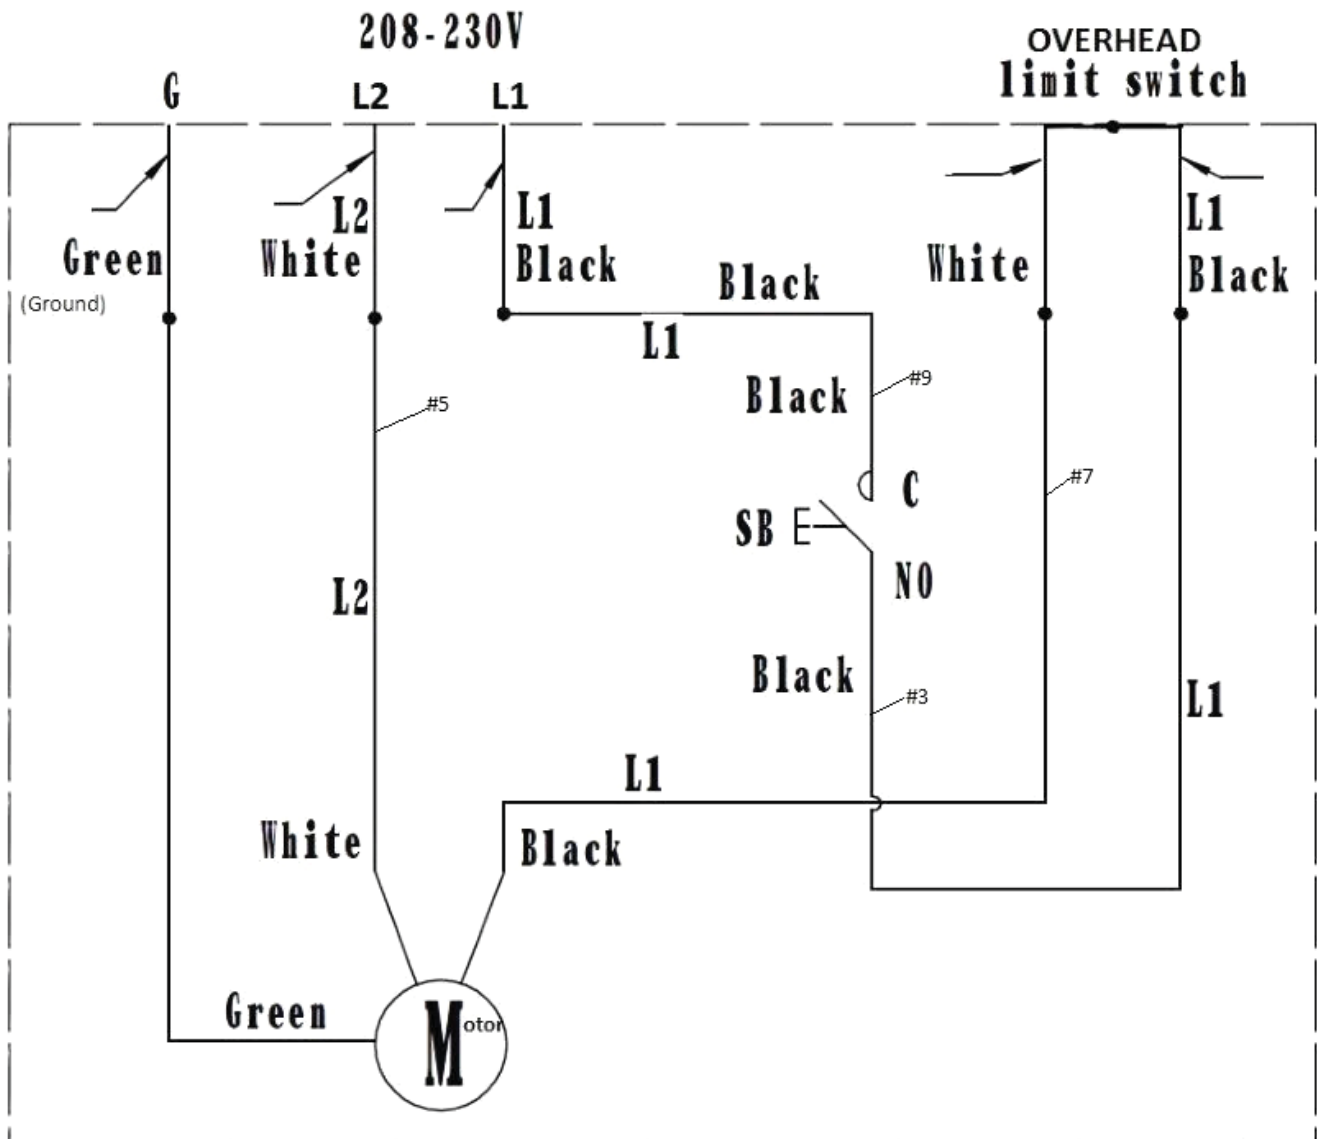 208-230V
OVERHEAD
limit switch
G
L2
L1
L2
White
L1
Black
Green
(Ground)
Black
L1
White
L1
Black
#9
Black
#5
#7
C
SB
NO
L2
Black
#3
L1
L1
White
Black
Green
Motor